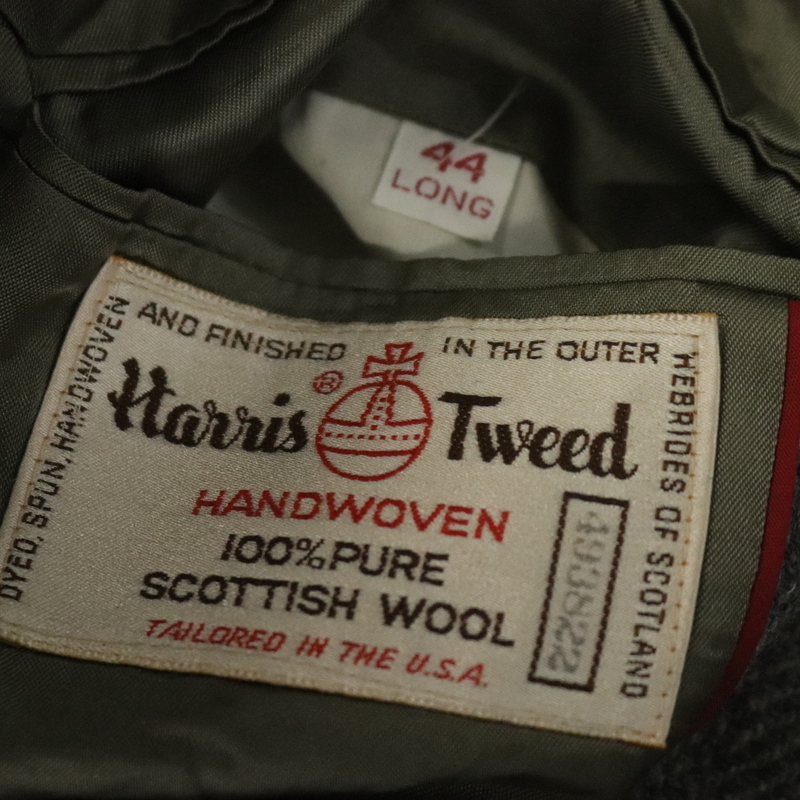 44
LONG
DYED, SPUN, HANDWOVEN
AND FINISHED IN THE OUTER
HEBRIDES OF SCOTLAND
Harris ® Tweed
HANDWOVEN
100% PURE
SCOTTISH WOOL
TAILORED IN THE U.S.A.